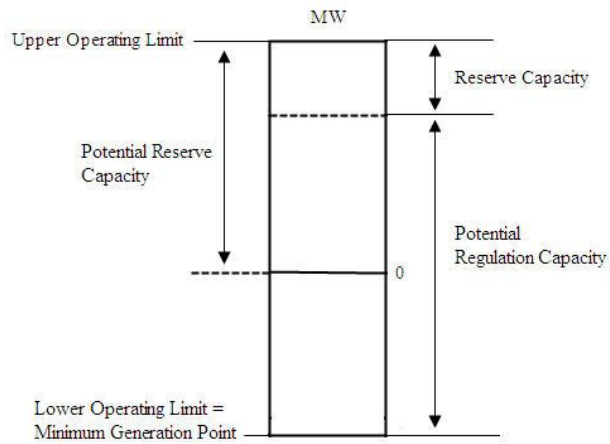 MW
Upper Operating Limit
Reserve Capacity
Potential Reserve
Capacity
Potential
Regulation Capacity
0
Lower Operating Limit =
Minimum Generation Point